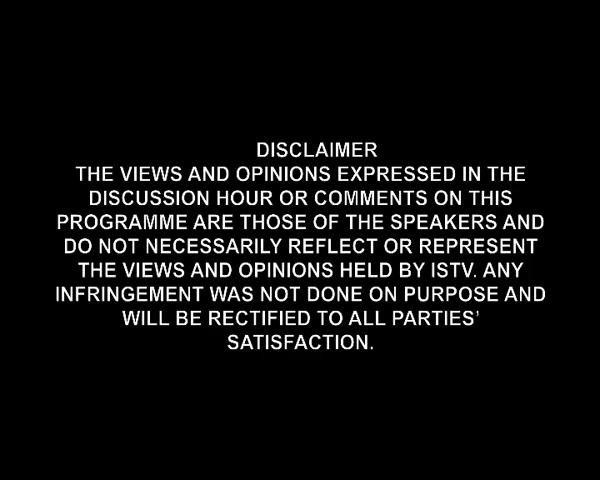 DISCLAIMER
THE VIEWS AND OPINIONS EXPRESSED IN THE
DISCUSSION HOUR OR COMMENTS ON THIS
PROGRAMME ARE THOSE OF THE SPEAKERS AND
DO NOT NECESSARILY REFLECT OR REPRESENT
THE VIEWS AND OPINIONS HELD BY ISTV. ANY
INFRINGEMENT WAS NOT DONE ON PURPOSE AND
WILL BE RECTIFIED TO ALL PARTIES’
SATISFACTION.